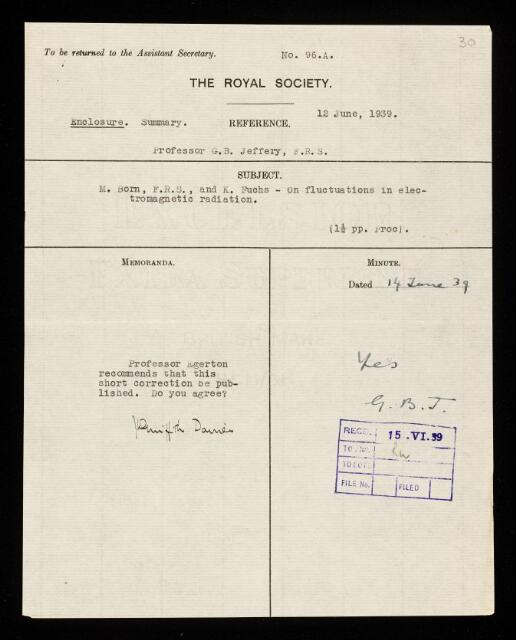 30
To be returned to the Assistant Secretary.
No. 96.A.
THE ROYAL SOCIETY.
12 June, 1939.
Enclosure. Summary.
REFERENCE.
Professor G.B. Jeffery, F.R.S.
SUBJECT.
M. Born, F.R.S., and K. Fuchs - On fluctuations in elec-
tromagnetic radiation.
(1½ pp. Proc).
MEMORANDA.
MINUTE.
Dated 14 June 39
Professor Egerton
recommends that this
short correction be pub-
lished. Do you agree?
Griffith Davies
Yes
G. B. J.
RECD. 15 .VI.39
TO
FILE No.
FILED